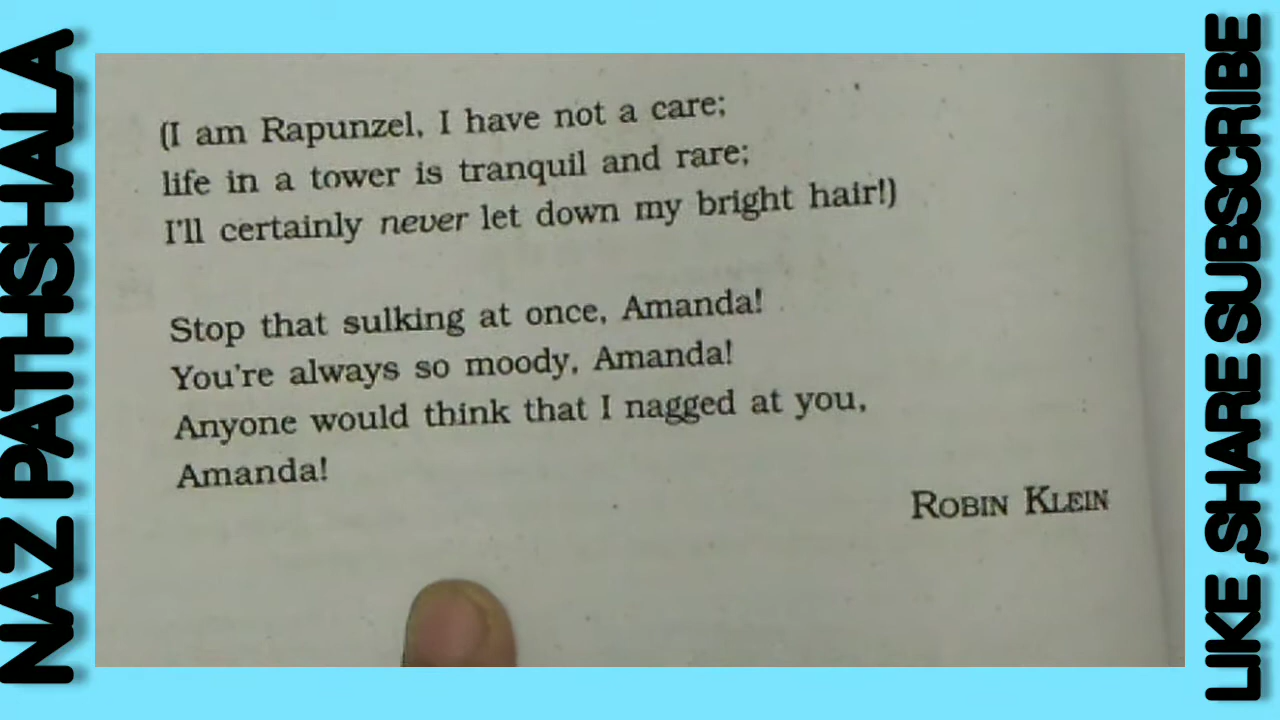 NAZ PATHSHALA
(I am Rapunzel, I have not a care;
life in a tower is tranquil and rare;
I'll certainly never let down my bright hair!)
Stop that sulking at once, Amanda!
You're always so moody, Amanda!
Anyone would think that I nagged at you,
Amanda!
ROBIN KLEIN
LIKE ,SHARE SUBSCRIBE